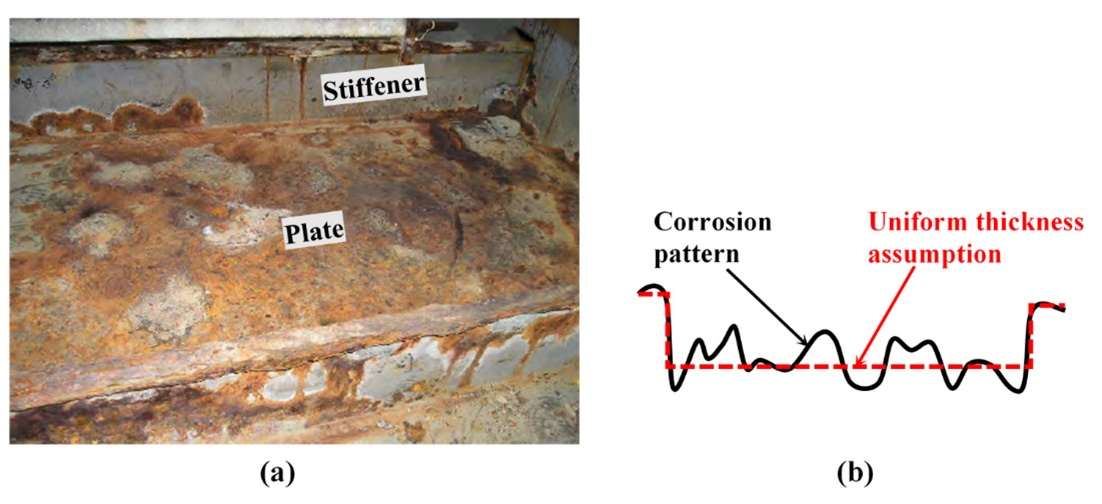 Stiffener
Plate
Corrosion
pattern
Uniform thickness
assumption
(a)
(b)